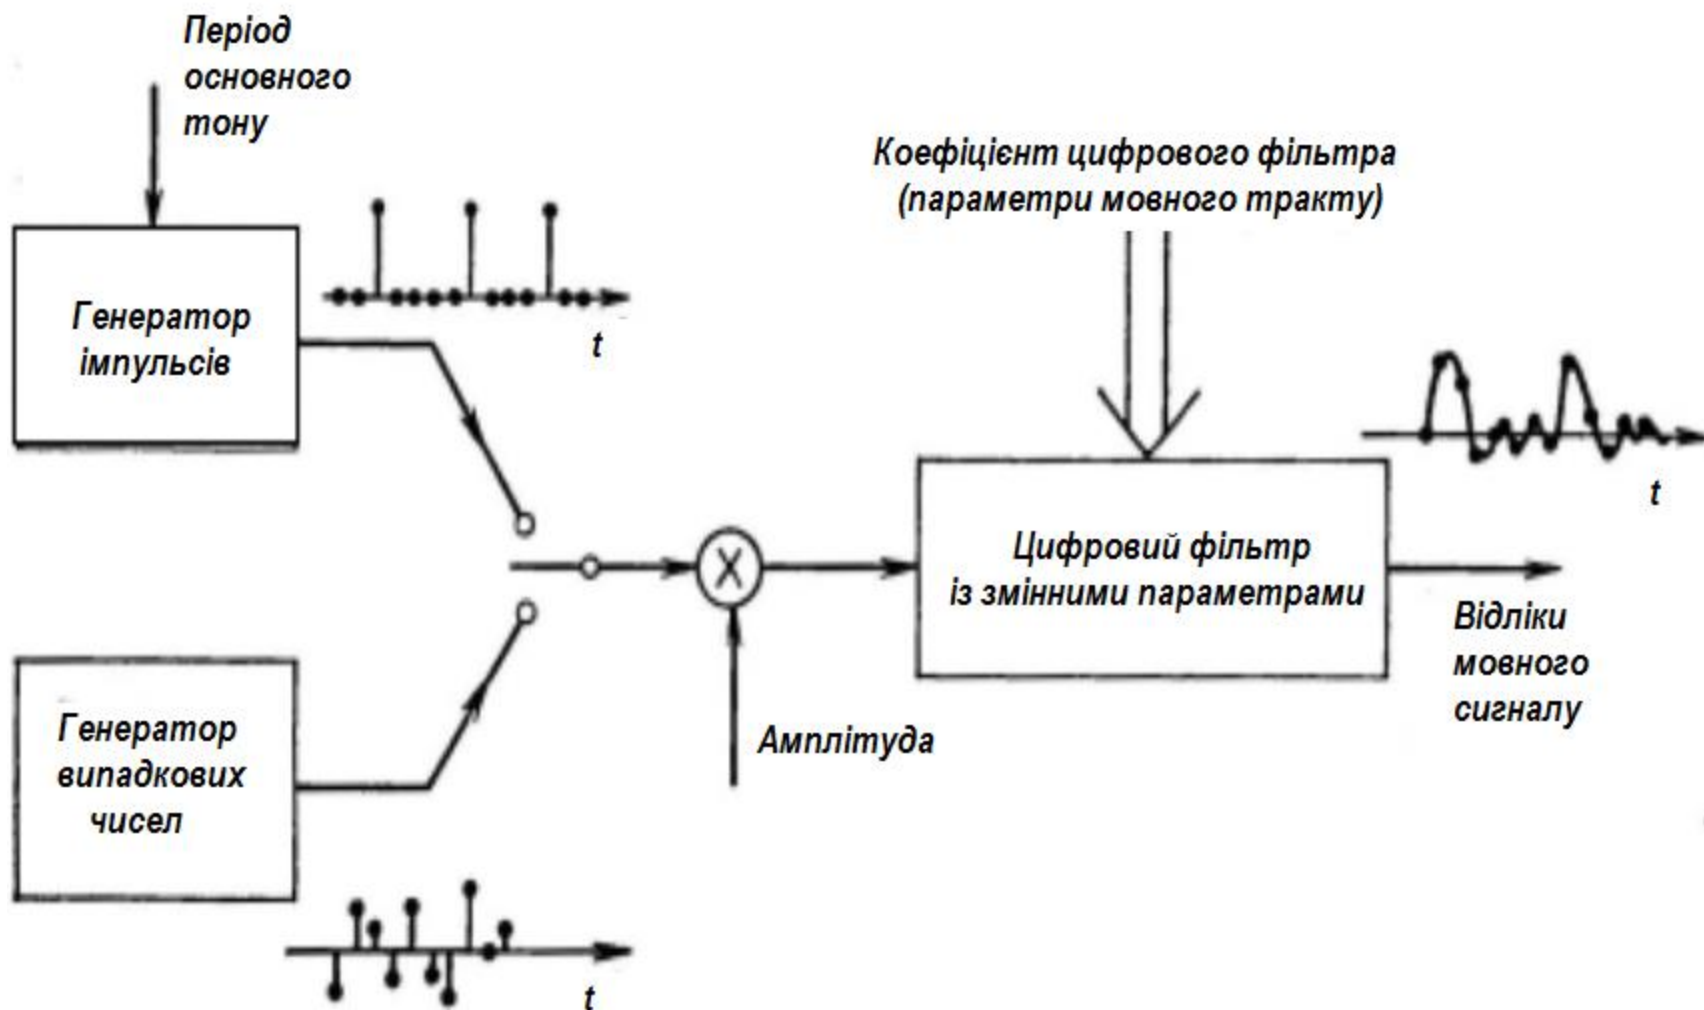 Період
основного
тону
Коефіцієнт цифрового фільтра
(параметри мовного тракту)
Генератор
імпульсів
t
t
Цифровий фільтр
із змінними параметрами
X
Відліки
мовного
сигналу
Амплітуда
Генератор
випадкових
чисел
t